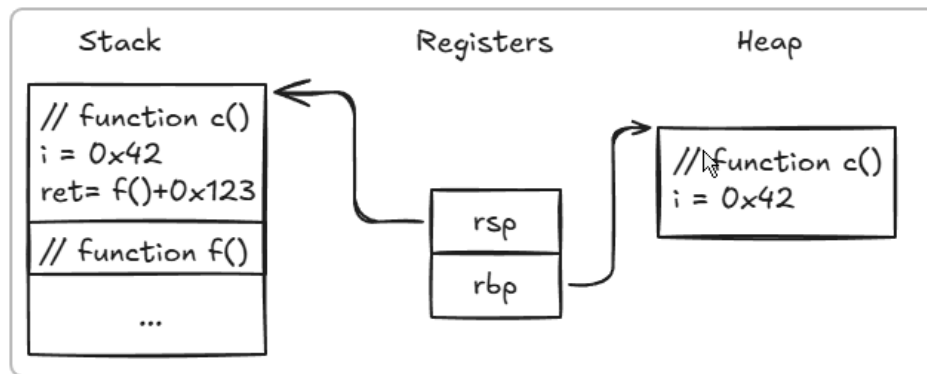 Stack
Registers
Heap
// function c()
i = 0x42
ret= f()+0x123
// function f()
...
rsp
rbp
// function c()
i = 0x42